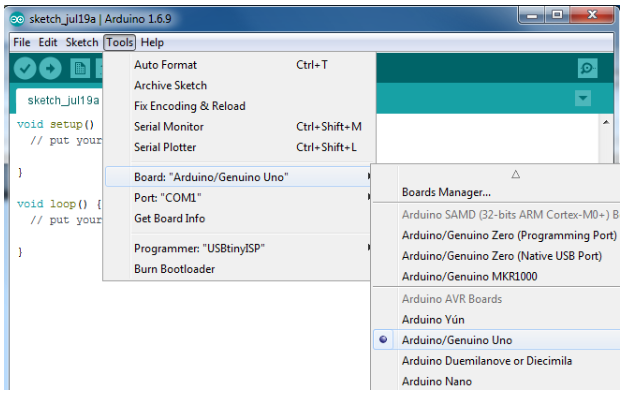 sketch_jul19a | Arduino 1.6.9
File Edit Sketch Tools Help
Auto Format Ctrl+T
Archive Sketch
Fix Encoding & Reload
Serial Monitor Ctrl+Shift+M
Serial Plotter Ctrl+Shift+L
Board: "Arduino/Genuino Uno"
Port: "COM1"
Get Board Info
Programmer: "USBtinyISP"
Burn Bootloader
sketch_jul19a
void setup()
// put your
}
void loop() {
// put your
}
Boards Manager...
Arduino SAMD (32-bits ARM Cortex-M0+) B
Arduino/Genuino Zero (Programming Port)
Arduino/Genuino Zero (Native USB Port)
Arduino/Genuino MKR1000
Arduino AVR Boards
Arduino Yún
Arduino/Genuino Uno
Arduino Duemilanove or Diecimila
Arduino Nano